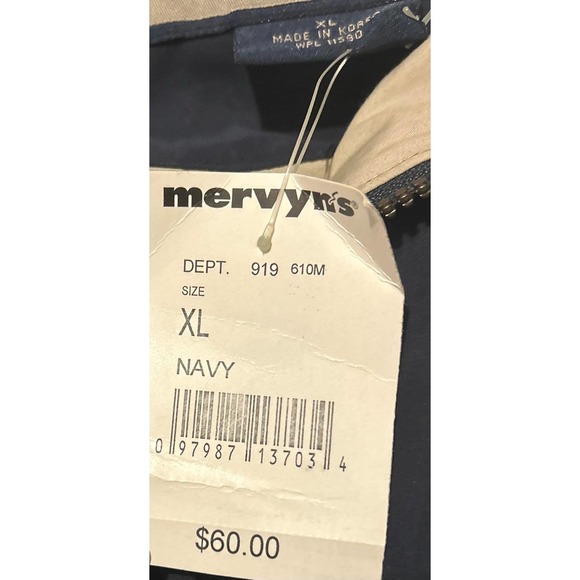 XL
MADE IN KOREA
WPL 11590
mervyn's®
DEPT. 919 610M
SIZE
XL
NAVY
0 97987 13703 4
$60.00